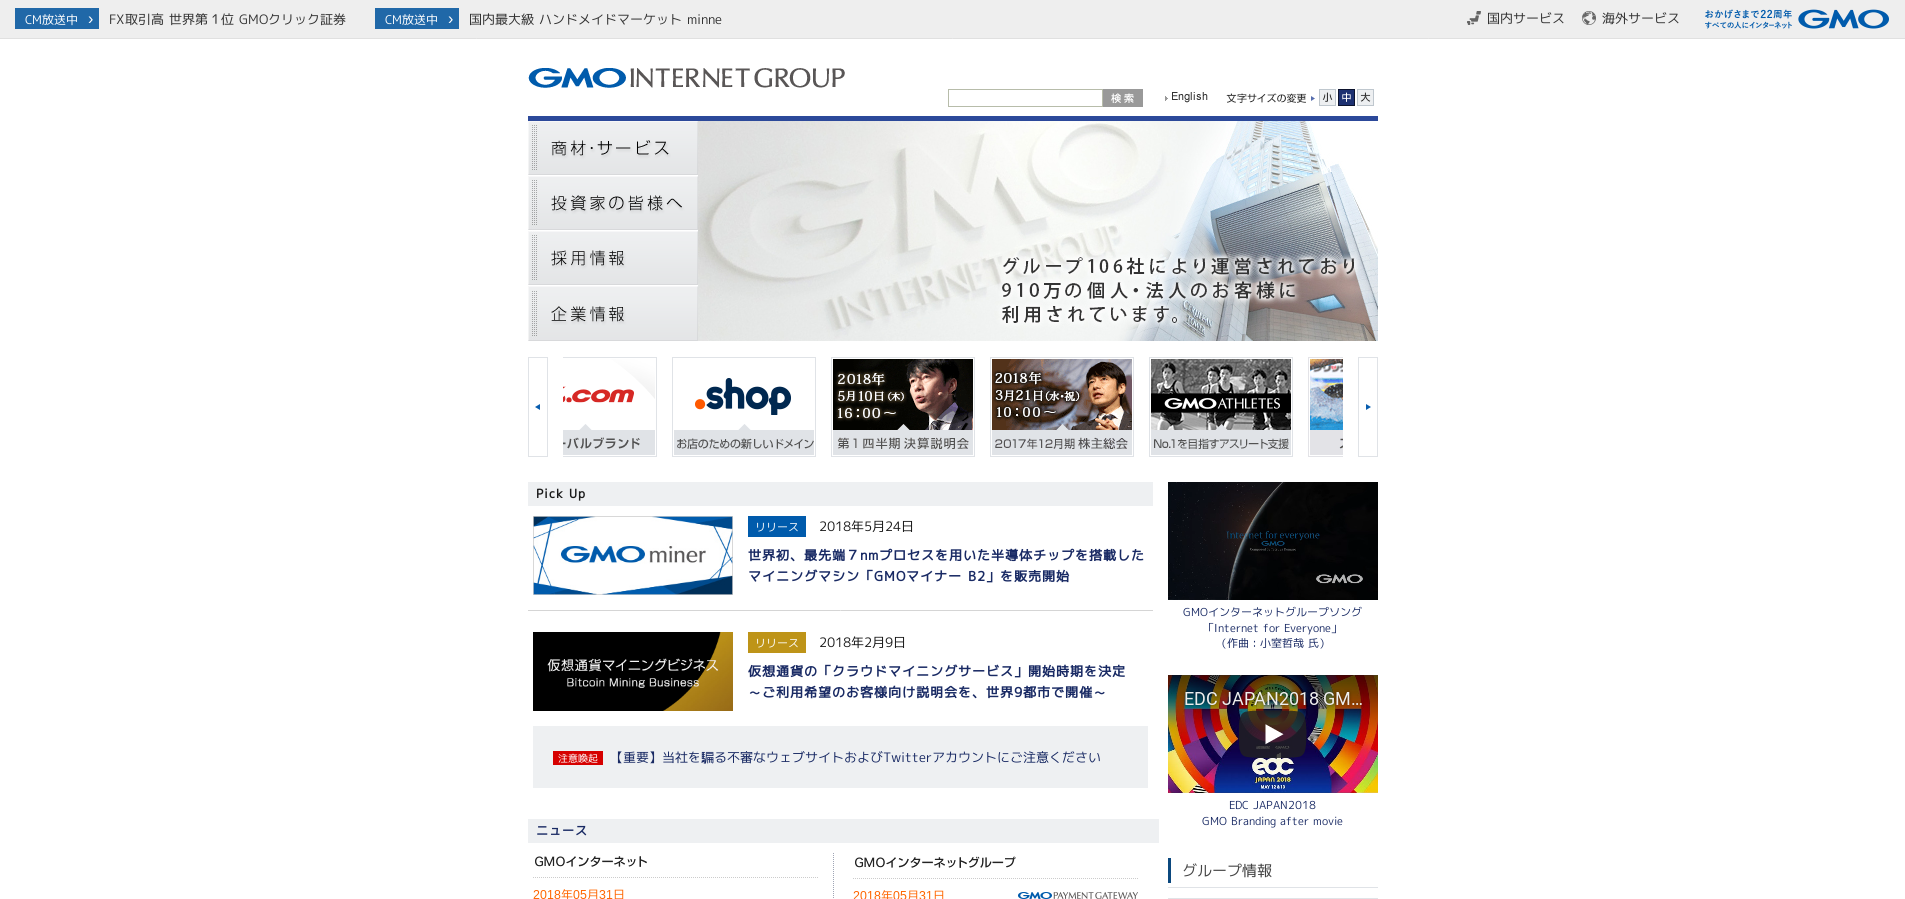 CM放送中
FX取引高 世界第１位 GMOクリック証券
CM放送中
国内最大級 ハンドメイドマーケット minne
国内サービス
海外サービス
おかげさまで22周年
すべての人にインターネット
GMO
GMO INTERNET GROUP
検索
English
文字サイズの変更
小
中
大
商材・サービス
投資家の皆様へ
採用情報
企業情報
GMO
INTERNET GROUP
グループ106社により運営されており
910万の個人・法人のお客様に
利用されています。
.com
ーバルブランド
.shop
お店のための新しいドメイン
2018年
5月10日(木)
16：00～
第１四半期 決算説明会
2018年
3月21日(水・祝)
10：00～
2017年12月期 株主総会
GMO ATHLETES
No.1を目指すアスリート支援
Pick Up
GMO miner
リリース
2018年5月24日
世界初、最先端７nmプロセスを用いた半導体チップを搭載した
マイニングマシン「GMOマイナー B2」を販売開始
仮想通貨マイニングビジネス
Bitcoin Mining Business
リリース
2018年2月9日
仮想通貨の「クラウドマイニングサービス」開始時期を決定
～ご利用希望のお客様向け説明会を、世界9都市で開催～
注意喚起
【重要】当社を騙る不審なウェブサイトおよびTwitterアカウントにご注意ください
ニュース
GMOインターネット
2018年05月31日
GMOインターネットグループ
2018年05月31日
GMO PAYMENT GATEWAY
Internet for everyone
GMO
GMO
GMOインターネットグループソング
「Internet for Everyone」
（作曲：小室哲哉 氏）
EDC JAPAN2018 GM...
EDC
JAPAN 2018
MAY 12 & 13
EDC JAPAN2018
GMO Branding after movie
グループ情報